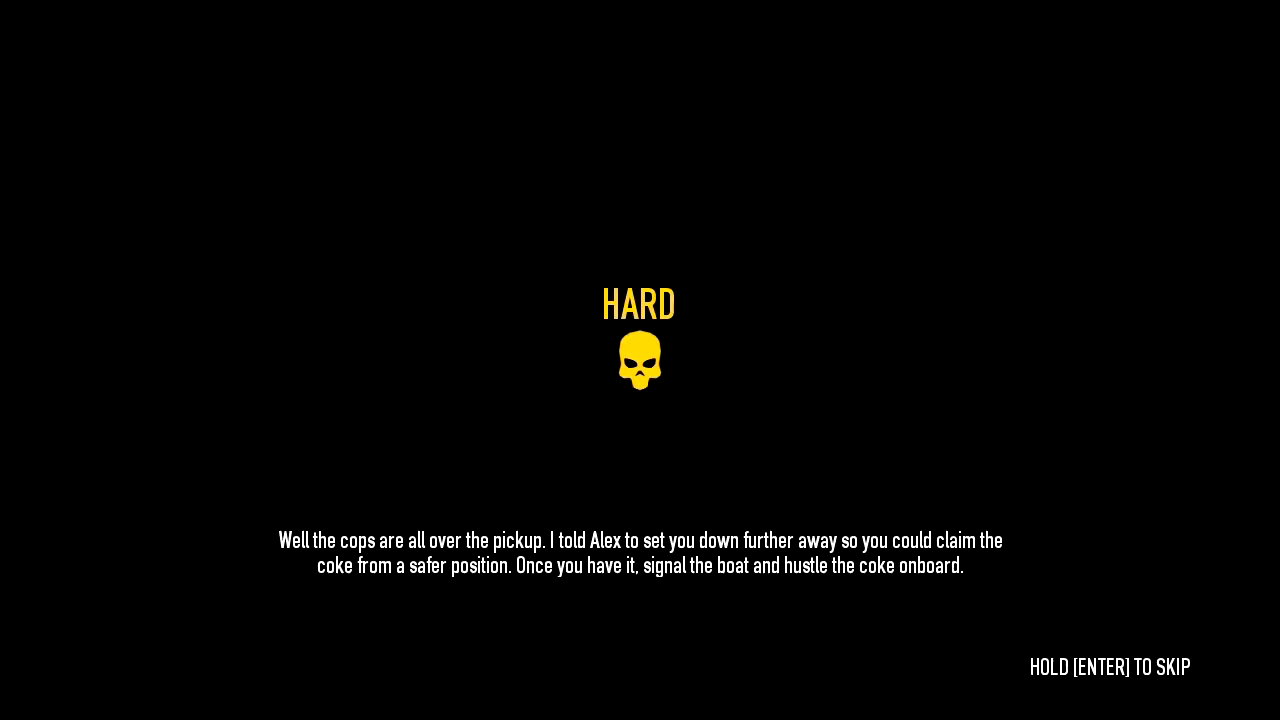 HARD
Well the cops are all over the pickup. I told Alex to set you down further away so you could claim the
coke from a safer position. Once you have it, signal the boat and hustle the coke onboard.
HOLD [ENTER] TO SKIP